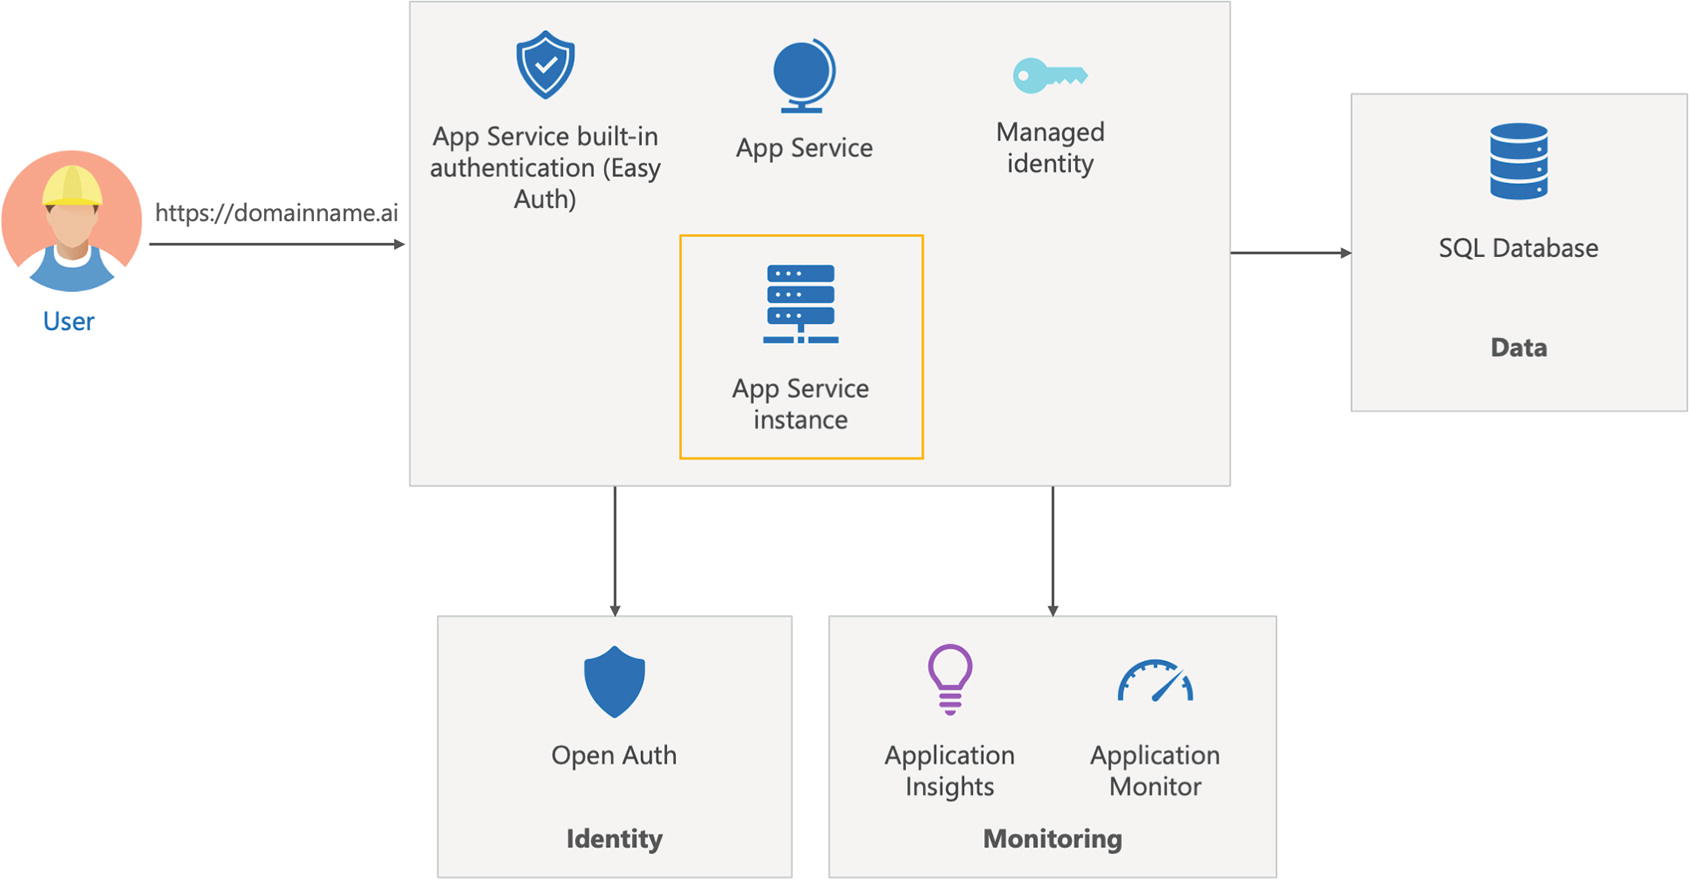 https://domainname.ai
User
App Service built-in
authentication (Easy
Auth)
App Service
Managed
identity
App Service
instance
SQL Database
Data
Open Auth
Identity
Application
Insights
Application
Monitor
Monitoring